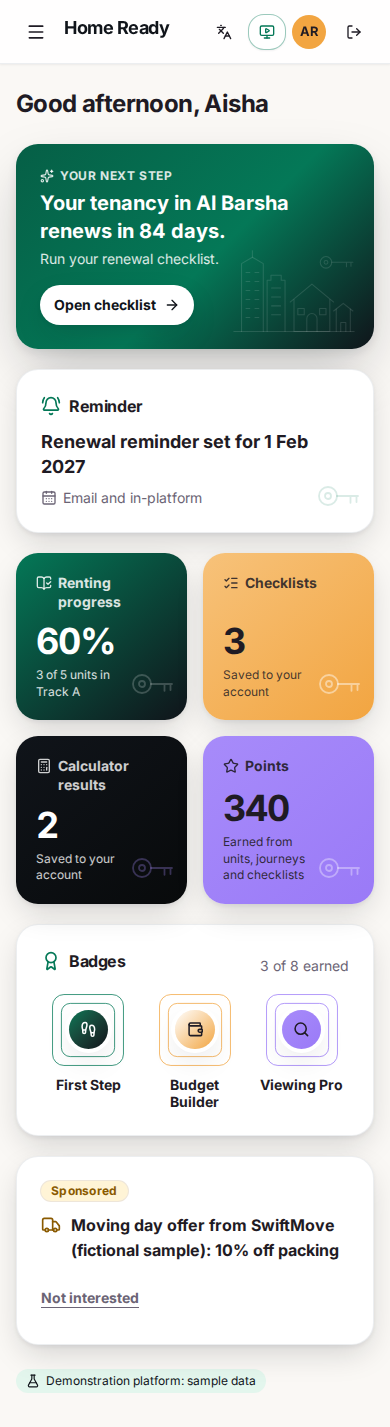 Home Ready
AR
Good afternoon, Aisha
YOUR NEXT STEP
Your tenancy in Al Barsha
renews in 84 days.
Run your renewal checklist.
Open checklist
Reminder
Renewal reminder set for 1 Feb
2027
Email and in-platform
Renting
progress
60%
3 of 5 units in
Track A
Checklists
3
Saved to your
account
Calculator
results
2
Saved to your
account
Points
340
Earned from
units, journeys
and checklists
Badges
3 of 8 earned
First Step
Budget
Builder
Viewing Pro
Sponsored
Moving day offer from SwiftMove
(fictional sample): 10% off packing
Not interested
Demonstration platform: sample data